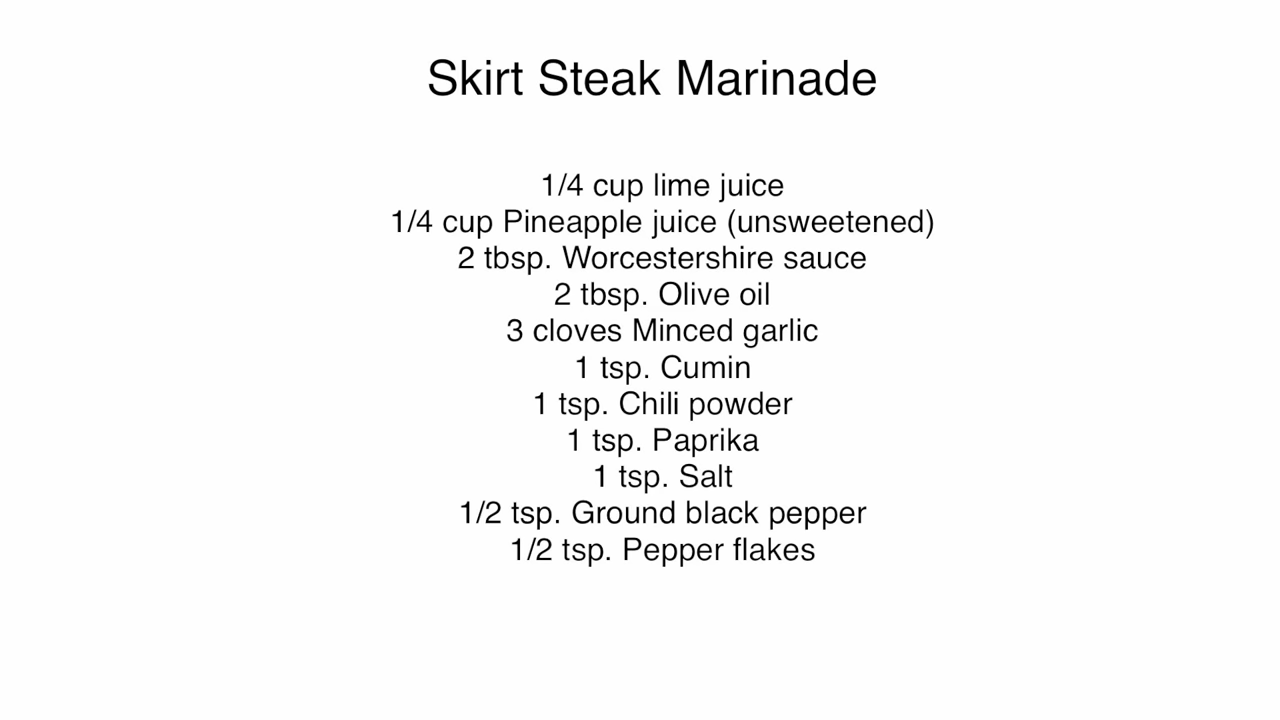 Skirt Steak Marinade
1/4 cup lime juice
1/4 cup Pineapple juice (unsweetened)
2 tbsp. Worcestershire sauce
2 tbsp. Olive oil
3 cloves Minced garlic
1 tsp. Cumin
1 tsp. Chili powder
1 tsp. Paprika
1 tsp. Salt
1/2 tsp. Ground black pepper
1/2 tsp. Pepper flakes